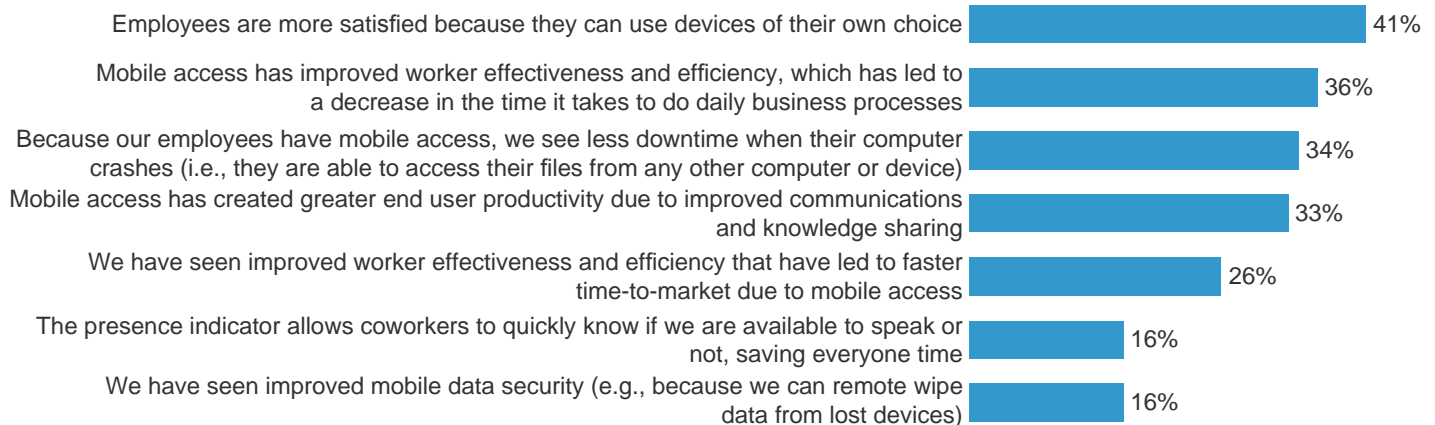 Employees are more satisfied because they can use devices of their own choice 41%
Mobile access has improved worker effectiveness and efficiency, which has led to
a decrease in the time it takes to do daily business processes 36%
Because our employees have mobile access, we see less downtime when their computer
crashes (i.e., they are able to access their files from any other computer or device) 34%
Mobile access has created greater end user productivity due to improved communications
and knowledge sharing 33%
We have seen improved worker effectiveness and efficiency that have led to faster
time-to-market due to mobile access 26%
The presence indicator allows coworkers to quickly know if we are available to speak or
not, saving everyone time 16%
We have seen improved mobile data security (e.g., because we can remote wipe
data from lost devices) 16%